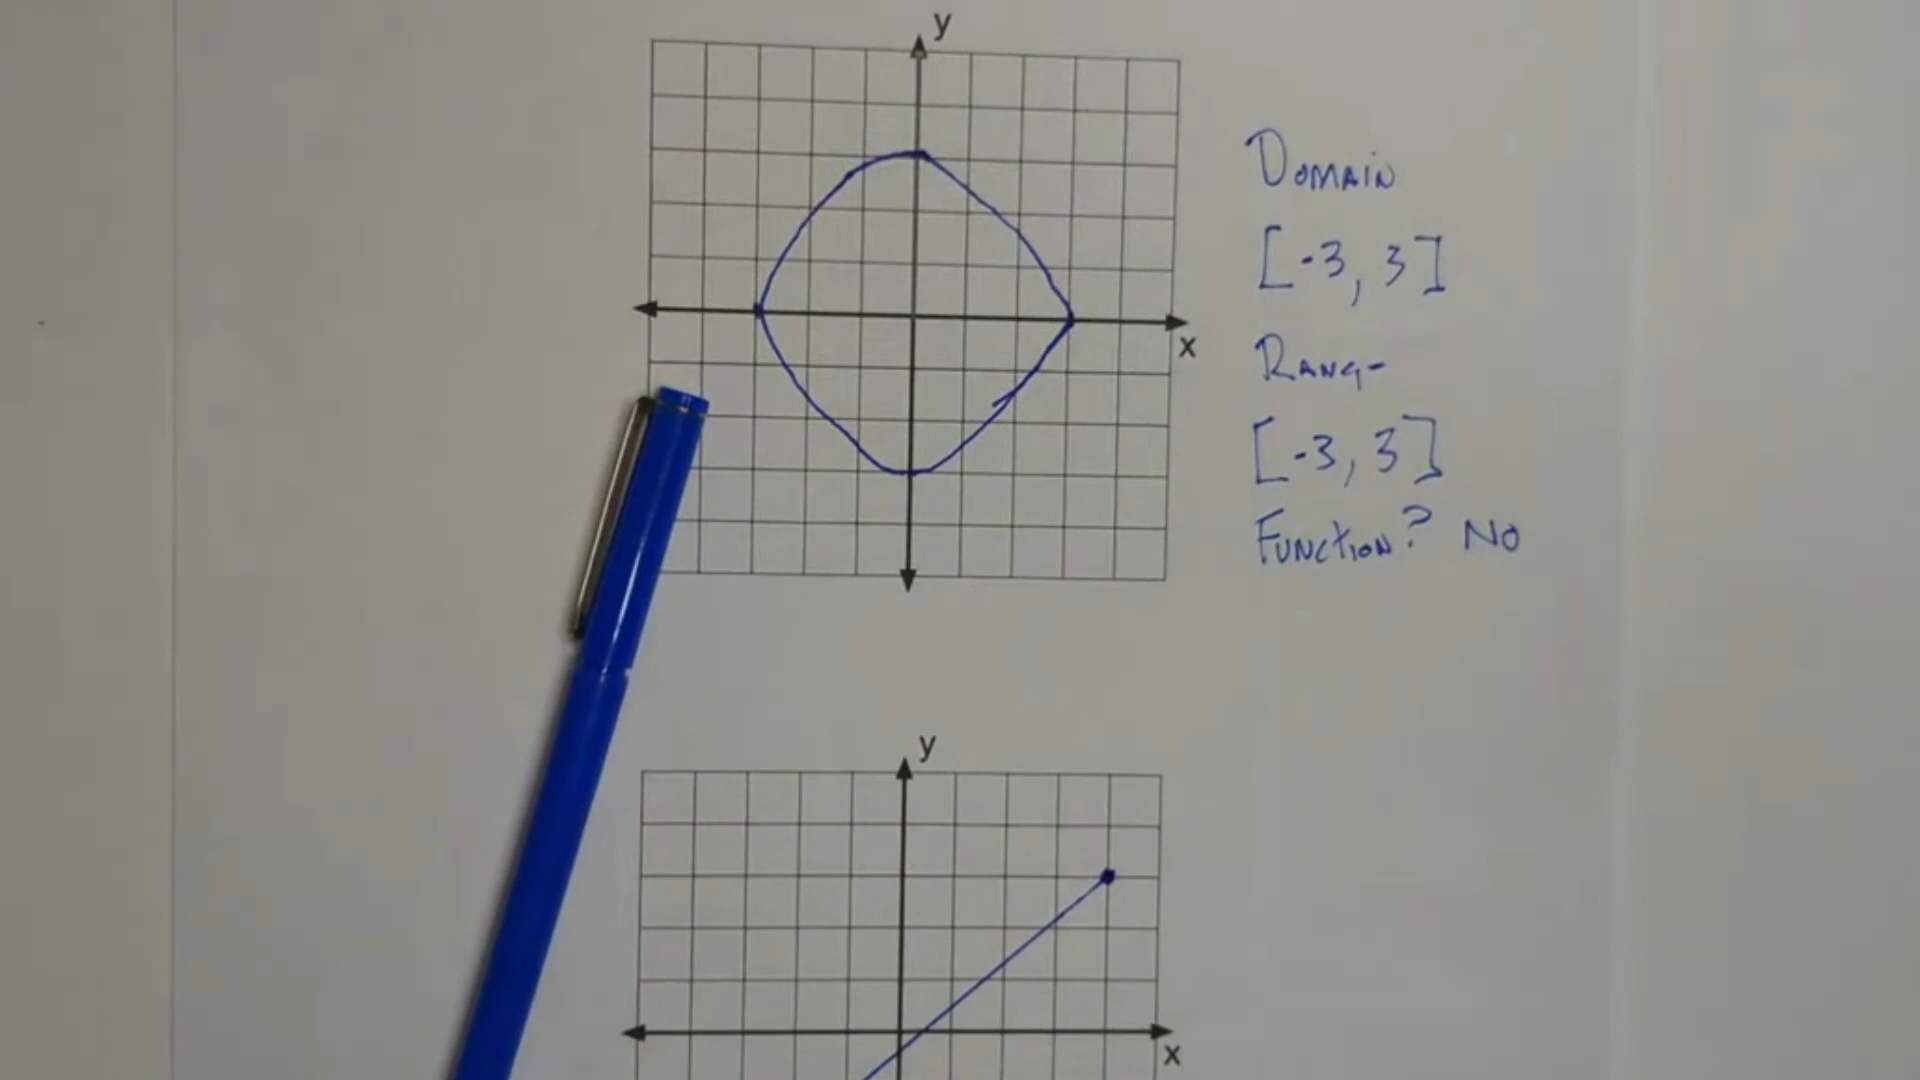 y
x
Domain
[-3, 3]
Rang-
[-3, 3]
Function? No
y
x